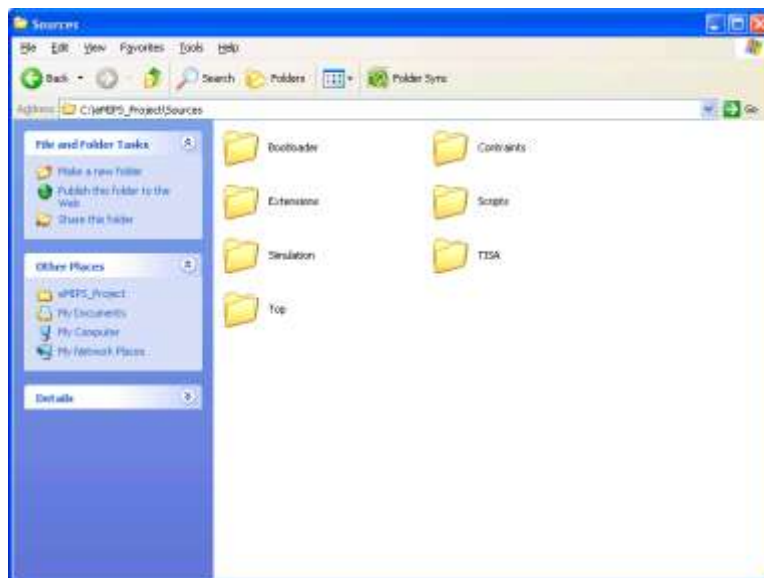 Sources
File Edit View Favorites Tools Help
Back Search Folders Folder Sync
Address C:\eMIPS_Project\Sources Go
File and Folder Tasks
Make a new folder
Publish this folder to the
Web
Share this folder
Other Places
eMIPS_Project
My Documents
My Computer
My Network Places
Details
Bootloader Contraints
Extensions Scripts
Simulation TISA
Top